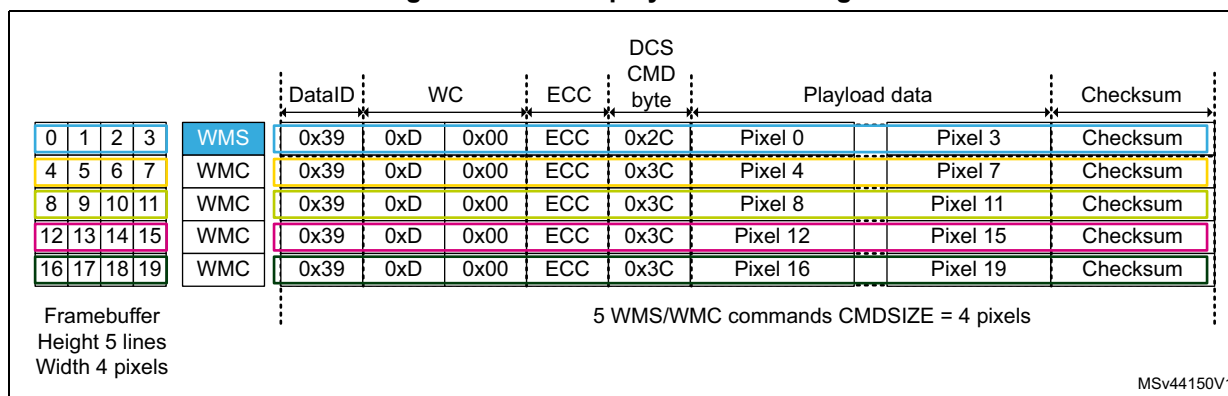 DCS
CMD
DataID WC ECC byte Playload data Checksum
0 1 2 3 WMS 0x39 0xD 0x00 ECC 0x2C Pixel 0 Pixel 3 Checksum
4 5 6 7 WMC 0x39 0xD 0x00 ECC 0x3C Pixel 4 Pixel 7 Checksum
8 9 10 11 WMC 0x39 0xD 0x00 ECC 0x3C Pixel 8 Pixel 11 Checksum
12 13 14 15 WMC 0x39 0xD 0x00 ECC 0x3C Pixel 12 Pixel 15 Checksum
16 17 18 19 WMC 0x39 0xD 0x00 ECC 0x3C Pixel 16 Pixel 19 Checksum
Framebuffer
Height 5 lines
Width 4 pixels
5 WMS/WMC commands CMDSIZE = 4 pixels
MSv44150V1